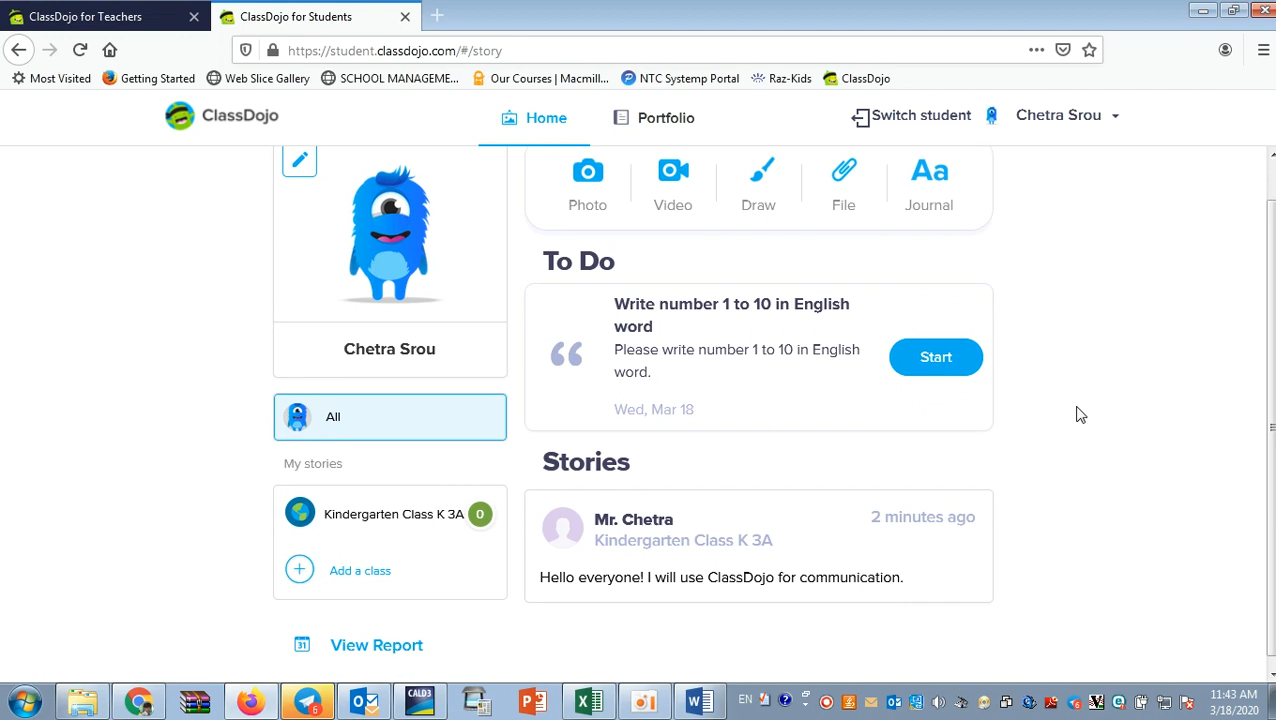 ClassDojo for Teachers
ClassDojo for Students
https://student.classdojo.com/#/story
Most Visited
Getting Started
Web Slice Gallery
SCHOOL MANAGEME...
Our Courses | Macmill...
NTC Systemp Portal
Raz-Kids
ClassDojo
ClassDojo
Home
Portfolio
Switch student
Chetra Srou
Photo
Video
Draw
File
Aa
Journal
Chetra Srou
All
My stories
Kindergarten Class K 3A
0
Add a class
31
View Report
To Do
Write number 1 to 10 in English
word
Please write number 1 to 10 in English
word.
Wed, Mar 18
Start
Stories
Mr. Chetra
2 minutes ago
Kindergarten Class K 3A
Hello everyone! I will use ClassDojo for communication.
CALD3
EN
11:43 AM
3/18/2020